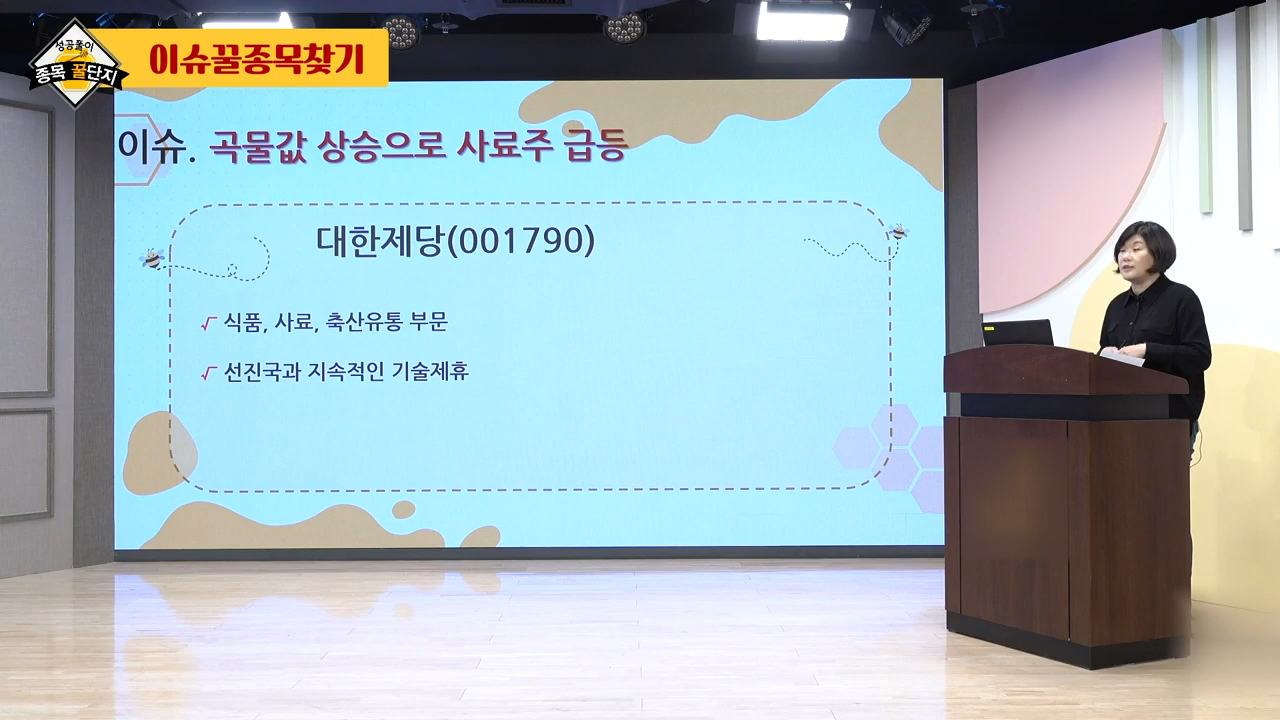 성공풀이
종목 꿀단지
이슈꿀종목찾기
이슈. 곡물값 상승으로 사료주 급등
대한제당(001790)
√ 식품, 사료, 축산유통 부문
√ 선진국과 지속적인 기술제휴